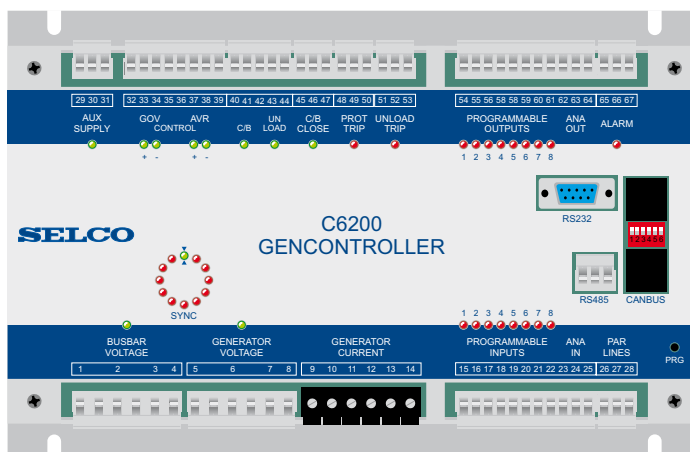 29 30 31 32 33 34 35 36 37 38 39 40 41 42 43 44 45 46 47 48 49 50 51 52 53 54 55 56 58 58 59 60 61 62 63 64 65 66 67
AUX SUPPLY
GOV AVR
CONTROL
+ - + -
C/B
UN LOAD
C/B CLOSE
PROT TRIP
UNLOAD TRIP
PROGRAMMABLE OUTPUTS
1 2 3 4 5 6 7 8
ANA OUT
ALARM
RS232
SELCO
C6200
GENCONTROLLER
123456
SYNC
RS485
CANBUS
1 2 3 4 5 6 7 8
BUSBAR VOLTAGE
GENERATOR VOLTAGE
GENERATOR CURRENT
PROGRAMMABLE INPUTS
ANA IN
PAR LINES
PRG
1 2 3 4 5 6 7 8 9 10 11 12 13 14 15 16 17 18 19 20 21 22 23 24 25 26 27 28